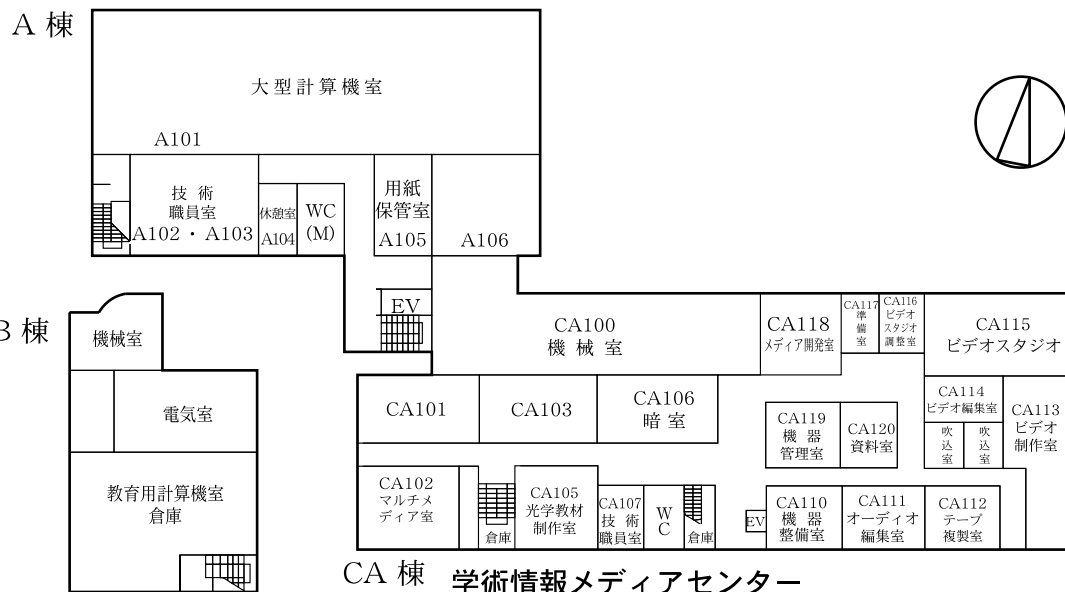 A 棟
大型計算機室
A101
技 術
職員室
A102・A103
休憩室
A104
WC
(M)
用紙
保管室
A105
A106
EV
B 棟
機械室
電気室
教育用計算機室
倉庫
CA100
機 械 室
CA118
メディア開発室
CA117
準
備
室
CA116
ビデオ
スタジオ
調整室
CA115
ビデオスタジオ
CA101
CA103
CA106
暗 室
CA119
機 器
管理室
CA120
資料室
CA114
ビデオ編集室
吹
込
室
吹
込
室
CA113
ビデオ
制作室
CA102
マルチメ
ディア室
倉庫
CA105
光学教材
制作室
CA107
技 術
職員室
W
C
倉庫
EV
CA110
機 器
整備室
CA111
オーディオ
編集室
CA112
テープ
複製室
CA 棟
学術情報メディアセンター